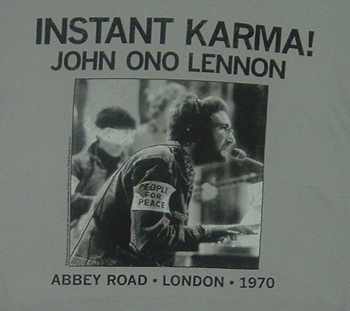 INSTANT KARMA!
JOHN ONO LENNON
PEOPLE
FOR
PEACE
ABBEY ROAD • LONDON • 1970